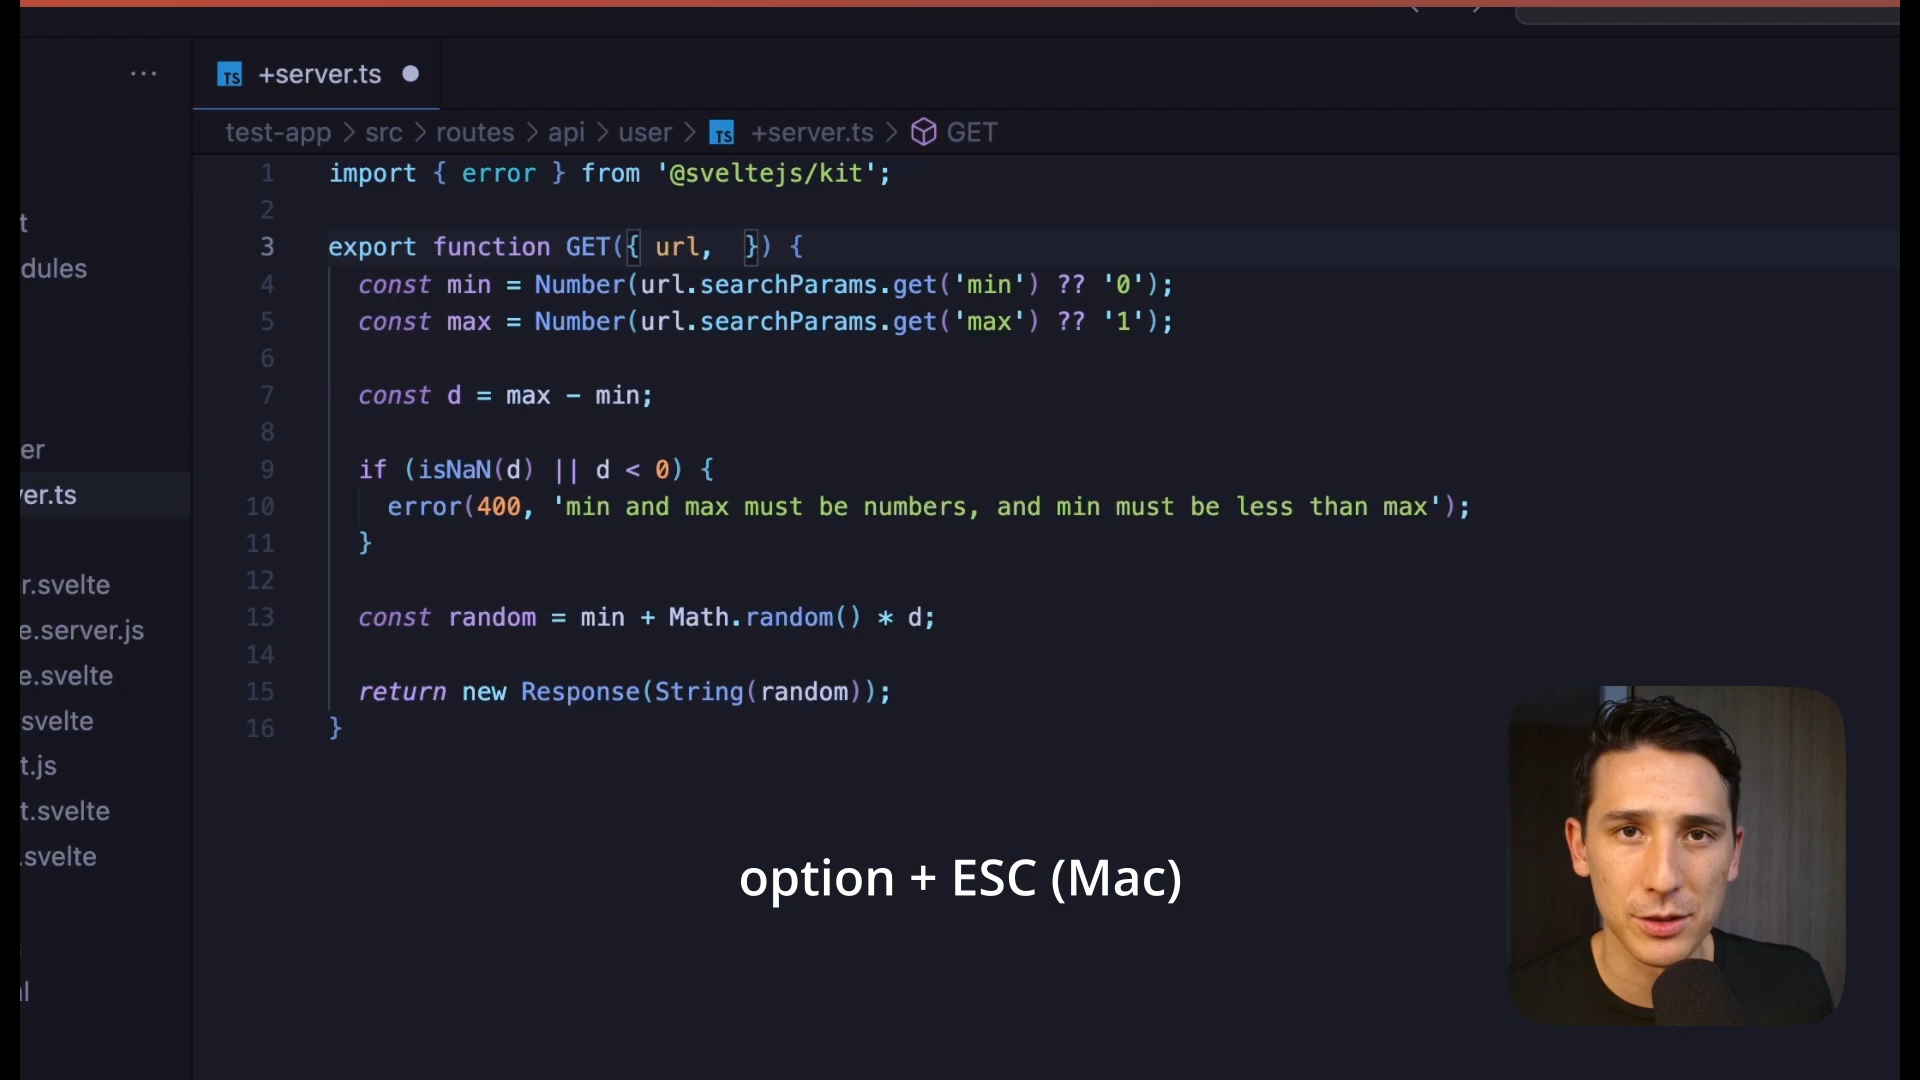 TS +server.ts
test-app > src > routes > api > user > TS +server.ts > GET
t
dules
er
ver.ts
r.svelte
e.server.js
e.svelte
svelte
t.js
t.svelte
.svelte
1 import { error } from '@sveltejs/kit';
2
3 export function GET({ url,  }) {
4 const min = Number(url.searchParams.get('min') ?? '0');
5 const max = Number(url.searchParams.get('max') ?? '1');
6
7 const d = max - min;
8
9 if (isNaN(d) || d < 0) {
10 error(400, 'min and max must be numbers, and min must be less than max');
11 }
12
13 const random = min + Math.random() * d;
14
15 return new Response(String(random));
16 }
option + ESC (Mac)